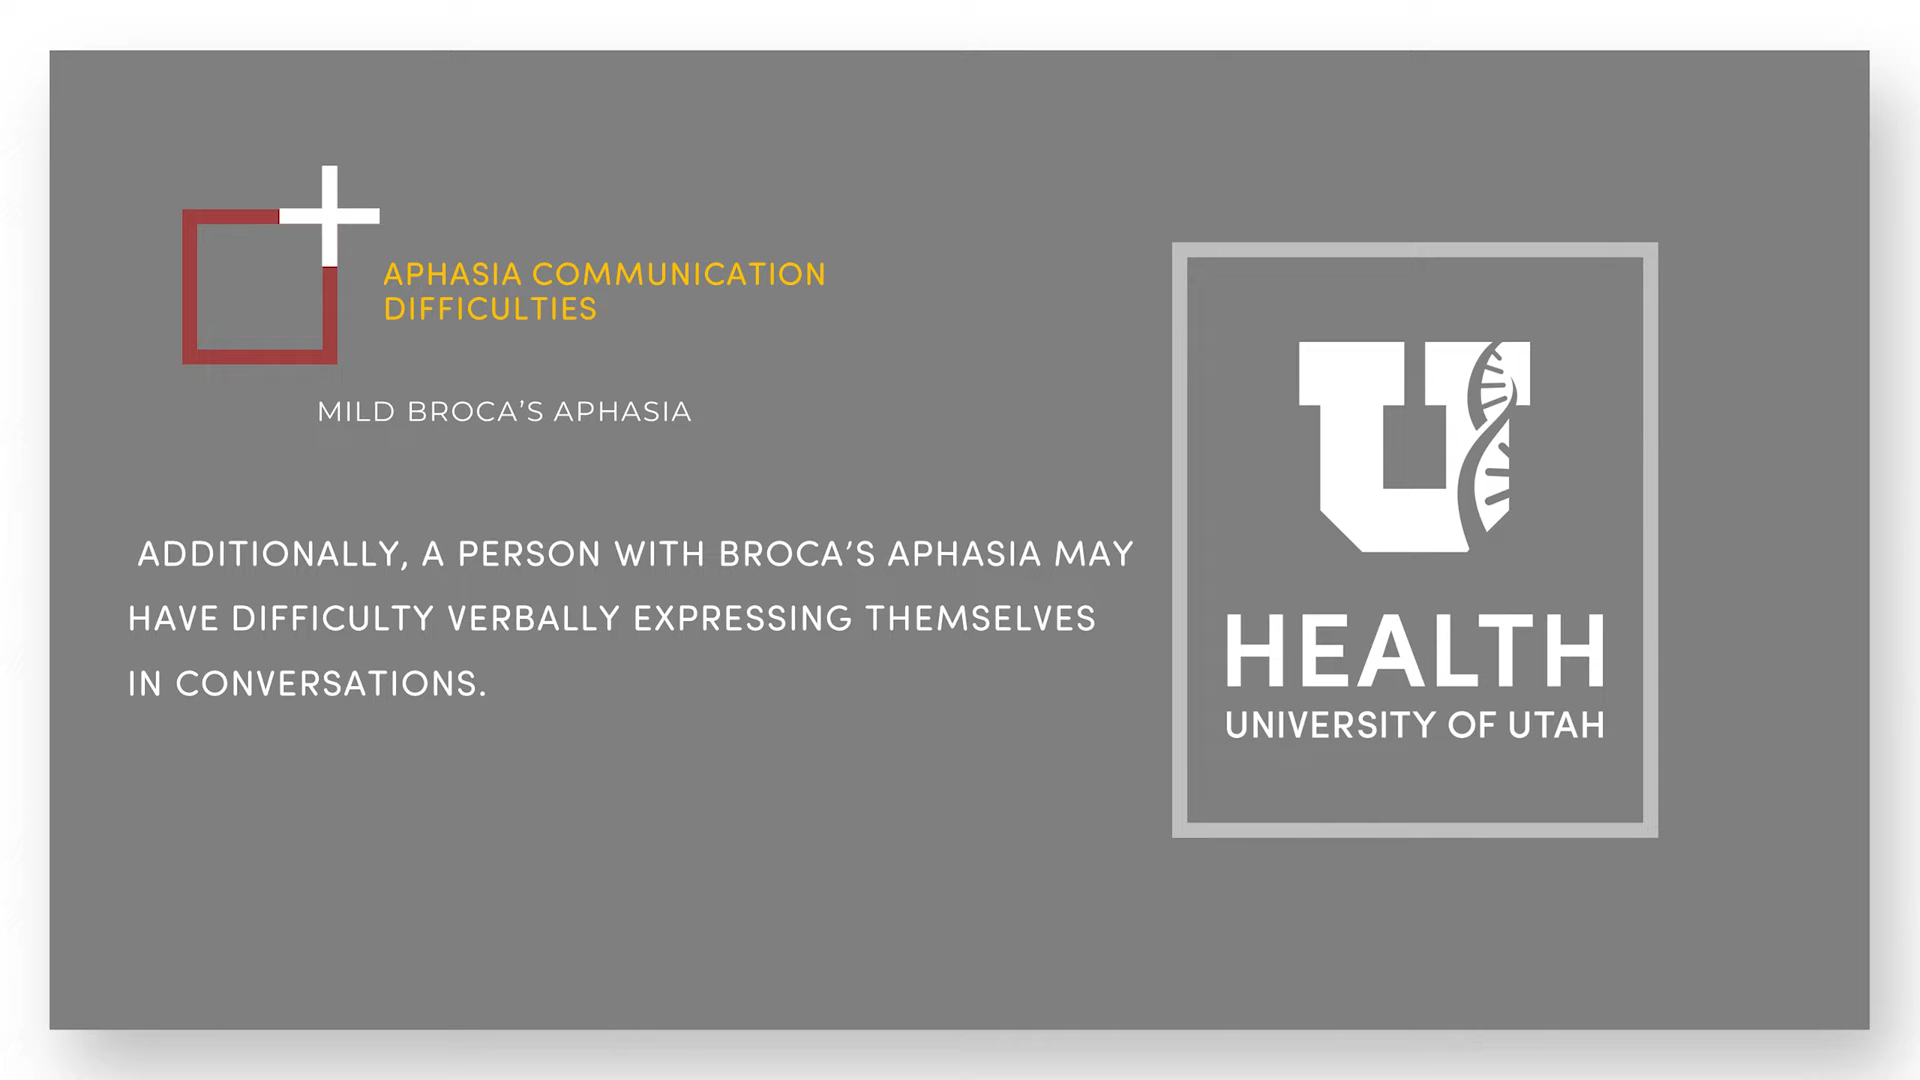 APHASIA COMMUNICATION
DIFFICULTIES
MILD BROCA’S APHASIA
ADDITIONALLY, A PERSON WITH BROCA’S APHASIA MAY
HAVE DIFFICULTY VERBALLY EXPRESSING THEMSELVES
IN CONVERSATIONS.
U
HEALTH
UNIVERSITY OF UTAH